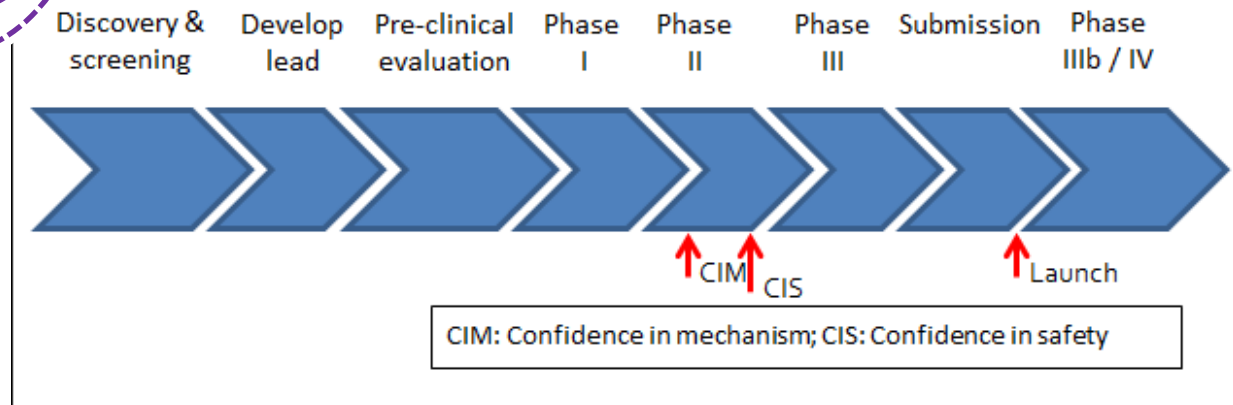 Discovery & screening
Develop lead
Pre-clinical evaluation
Phase I
Phase II
Phase III
Submission
Phase IIIb / IV
CIM
CIS
Launch
CIM: Confidence in mechanism; CIS: Confidence in safety